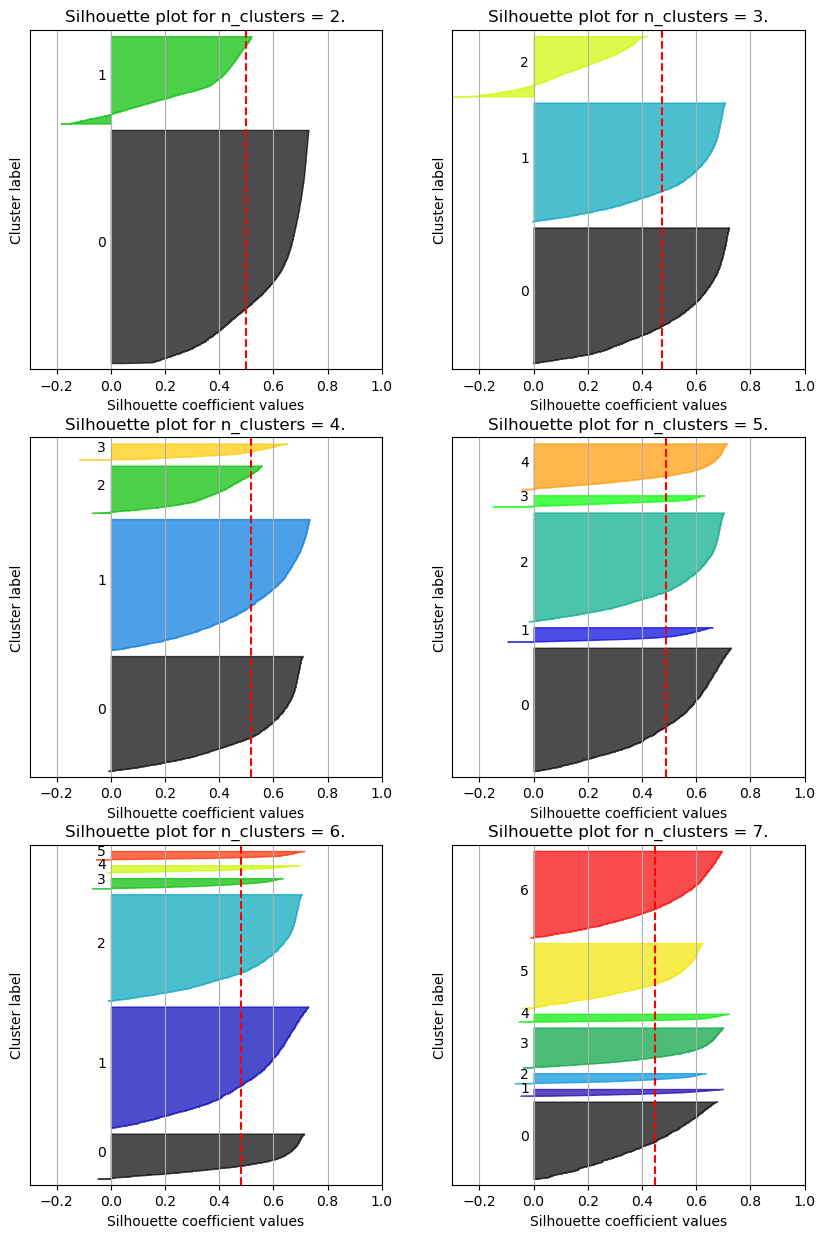 Silhouette plot for n_clusters = 2.
Cluster label
1
0
−0.2 0.0 0.2 0.4 0.6 0.8 1.0
Silhouette coefficient values
Silhouette plot for n_clusters = 3.
Cluster label
2
1
0
−0.2 0.0 0.2 0.4 0.6 0.8 1.0
Silhouette coefficient values
Silhouette plot for n_clusters = 4.
Cluster label
3
2
1
0
−0.2 0.0 0.2 0.4 0.6 0.8 1.0
Silhouette coefficient values
Silhouette plot for n_clusters = 5.
Cluster label
4
3
2
1
0
−0.2 0.0 0.2 0.4 0.6 0.8 1.0
Silhouette coefficient values
Silhouette plot for n_clusters = 6.
Cluster label
5
4
3
2
1
0
−0.2 0.0 0.2 0.4 0.6 0.8 1.0
Silhouette coefficient values
Silhouette plot for n_clusters = 7.
Cluster label
6
5
4
3
2
1
0
−0.2 0.0 0.2 0.4 0.6 0.8 1.0
Silhouette coefficient values